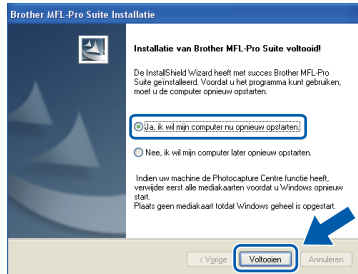 Brother MFL-Pro Suite Installatie
Installatie van Brother MFL-Pro Suite voltooid!
De InstallShield Wizard heeft met succes Brother MFL-Pro
Suite geïnstalleerd. Voordat u het programma kunt gebruiken,
moet u de computer opnieuw opstarten.
Ja, ik wil mijn computer nu opnieuw opstarten.
Nee, ik wil mijn computer later opnieuw opstarten.
Indien uw machine de Photocapture Centre functie heeft,
verwijder eerst alle mediakaarten voordat u Windows opnieuw
start.
Plaats geen mediakaart totdat Windows geheel is opgestart.
< Vorige
Voltooien
Annuleren